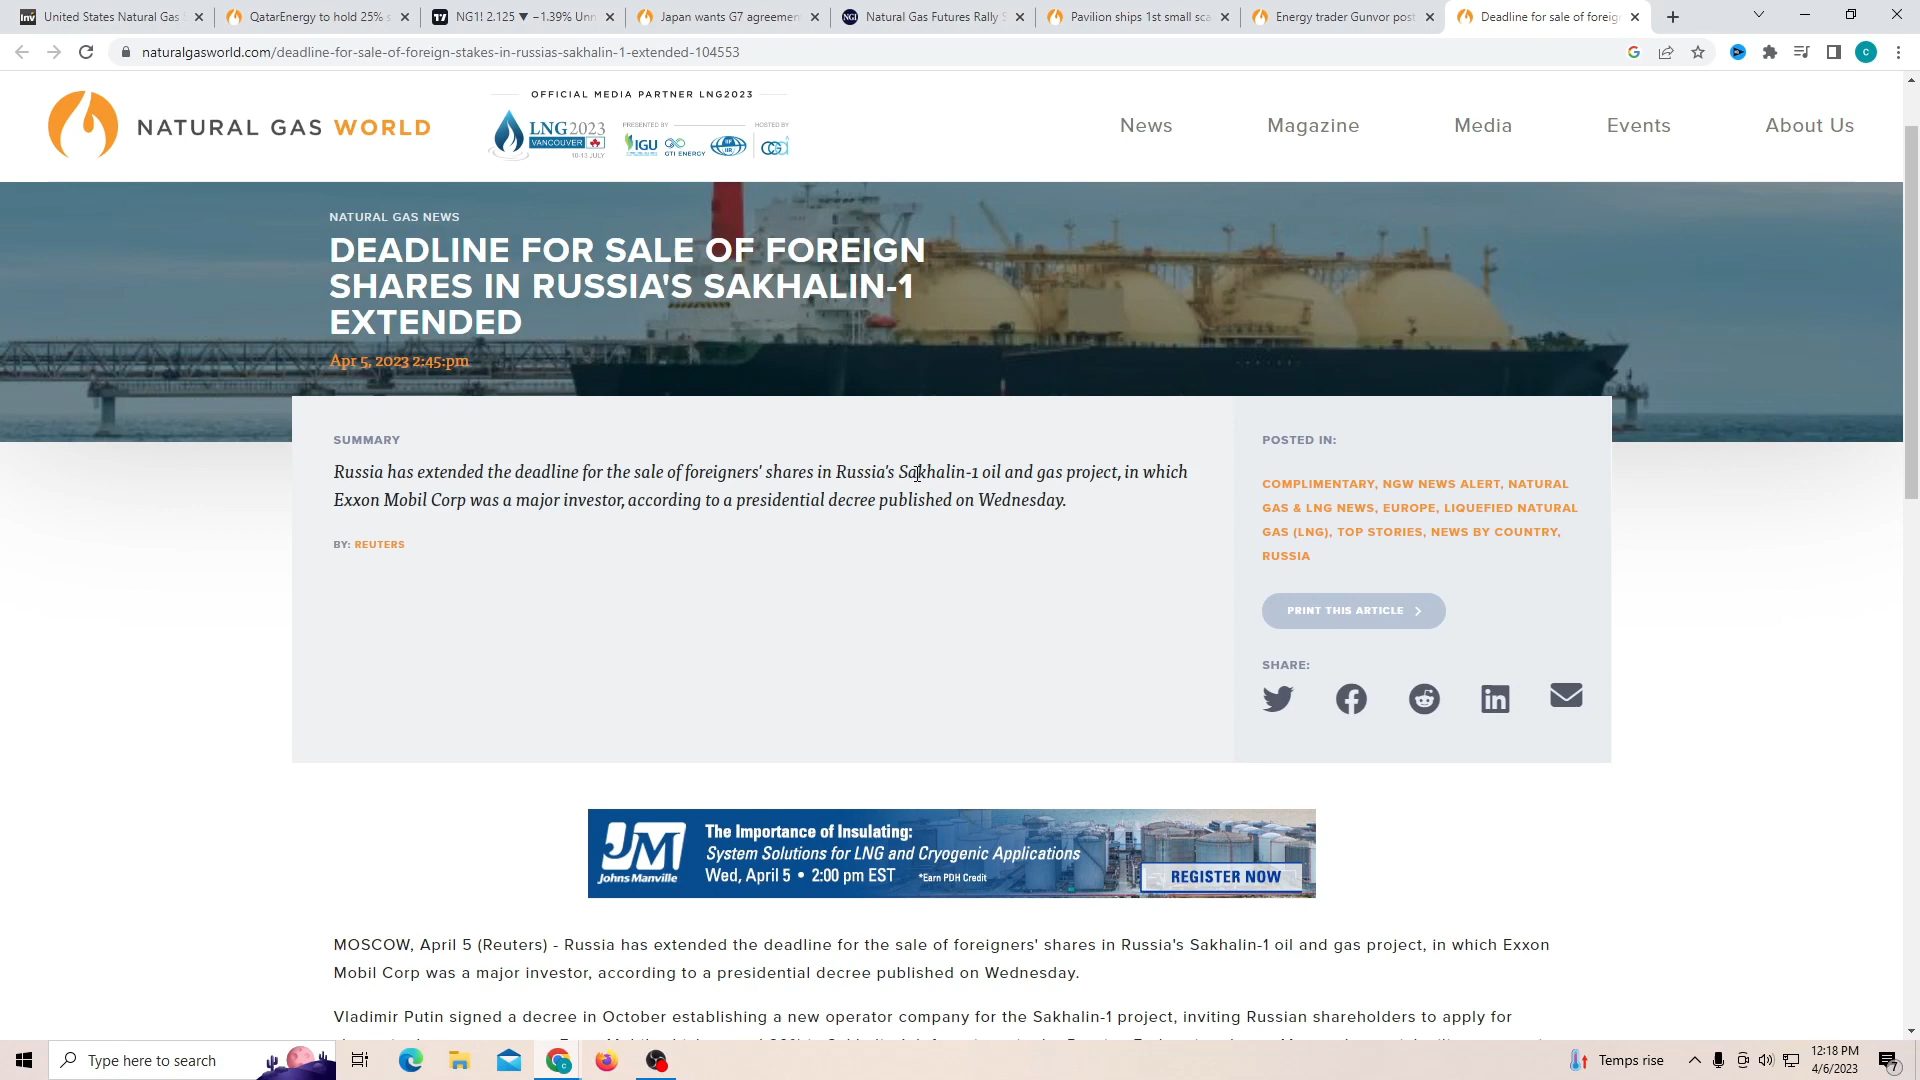 United States Natural Gas
QatarEnergy to hold 25% s
NG1! 2.125 ▼ −1.39% Unn
Japan wants G7 agreemen
Natural Gas Futures Rally S
Pavilion ships 1st small sca
Energy trader Gunvor post
Deadline for sale of foreig
naturalgasworld.com/deadline-for-sale-of-foreign-stakes-in-russias-sakhalin-1-extended-104553
NATURAL GAS WORLD
OFFICIAL MEDIA PARTNER LNG2023
LNG2023
VANCOUVER
10-13 JULY
PRESENTED BY
HOSTED BY
IGU
GTI ENERGY
News
Magazine
Media
Events
About Us
NATURAL GAS NEWS
DEADLINE FOR SALE OF FOREIGN
SHARES IN RUSSIA'S SAKHALIN-1
EXTENDED
Apr 5, 2023 2:45:pm
SUMMARY
Russia has extended the deadline for the sale of foreigners' shares in Russia's Sakhalin-1 oil and gas project, in which
Exxon Mobil Corp was a major investor, according to a presidential decree published on Wednesday.
BY: REUTERS
POSTED IN:
COMPLIMENTARY, NGW NEWS ALERT, NATURAL
GAS & LNG NEWS, EUROPE, LIQUEFIED NATURAL
GAS (LNG), TOP STORIES, NEWS BY COUNTRY,
RUSSIA
PRINT THIS ARTICLE
SHARE:
JM
Johns Manville
The Importance of Insulating:
System Solutions for LNG and Cryogenic Applications
Wed, April 5 • 2:00 pm EST *Earn PDH Credit
REGISTER NOW
MOSCOW, April 5 (Reuters) - Russia has extended the deadline for the sale of foreigners' shares in Russia's Sakhalin-1 oil and gas project, in which Exxon
Mobil Corp was a major investor, according to a presidential decree published on Wednesday.
Vladimir Putin signed a decree in October establishing a new operator company for the Sakhalin-1 project, inviting Russian shareholders to apply for
Type here to search
Temps rise
12:18 PM
4/6/2023
7